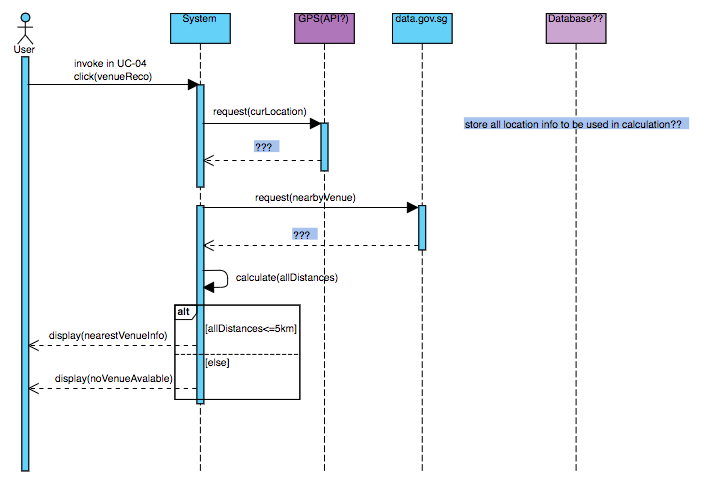 System
GPS(API?)
data.gov.sg
Database??
User
invoke in UC-04
click(venueReco)
request(curLocation)
store all location info to be used in calculation??
???
request(nearbyVenue)
???
calculate(allDistances)
alt
[allDistances<=5km]
display(nearestVenueInfo)
[else]
display(noVenueAvalable)